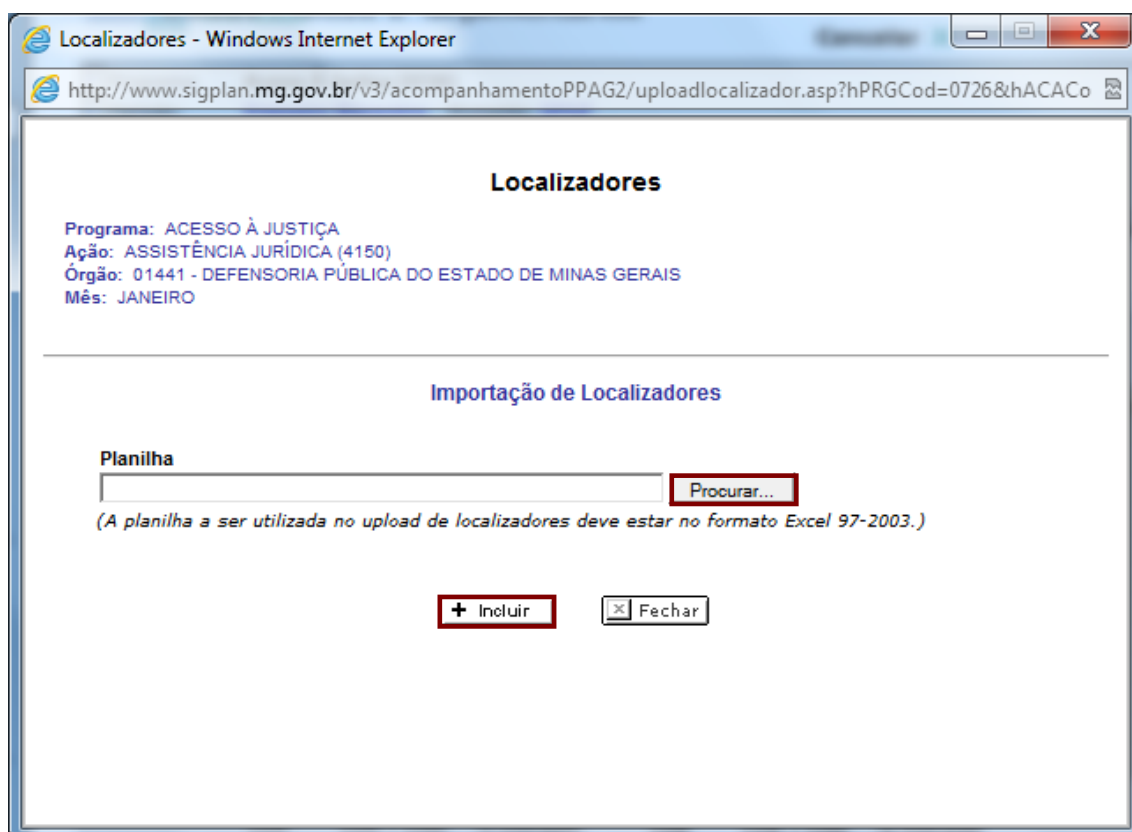 Localizadores - Windows Internet Explorer
http://www.sigplan.mg.gov.br/v3/acompanhamentoPPAG2/uploadlocalizador.asp?hPRGCod=0726&hACACo
Localizadores
Programa: ACESSO À JUSTIÇA
Ação: ASSISTÊNCIA JURÍDICA (4150)
Órgão: 01441 - DEFENSORIA PÚBLICA DO ESTADO DE MINAS GERAIS
Mês: JANEIRO
Importação de Localizadores
Planilha
Procurar...
(A planilha a ser utilizada no upload de localizadores deve estar no formato Excel 97-2003.)
+ Incluir
Fechar